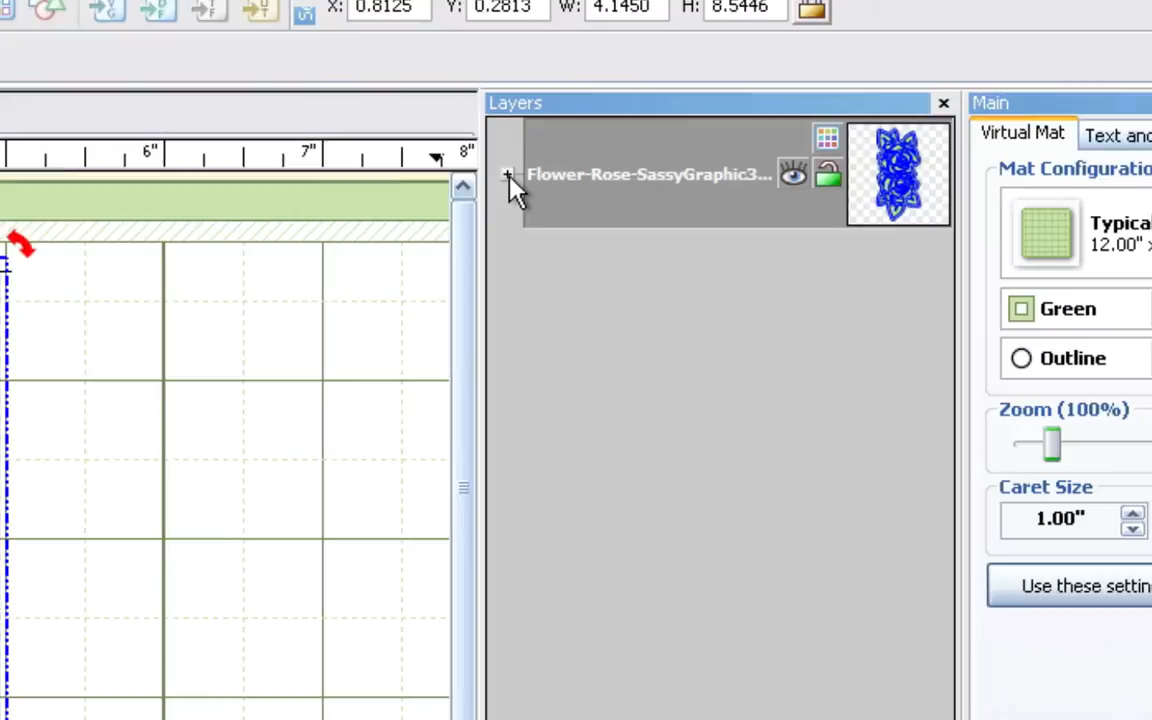 X: 0.8125 Y: 0.2813 W: 4.1450 H: 8.5446
Layers
Main
6" 7" 8"
Virtual Mat Text and
Flower-Rose-SassyGraphic3...
Mat Configuratio
Typica
12.00" x
Green
Outline
Zoom (100%)
Caret Size
1.00"
Use these settin